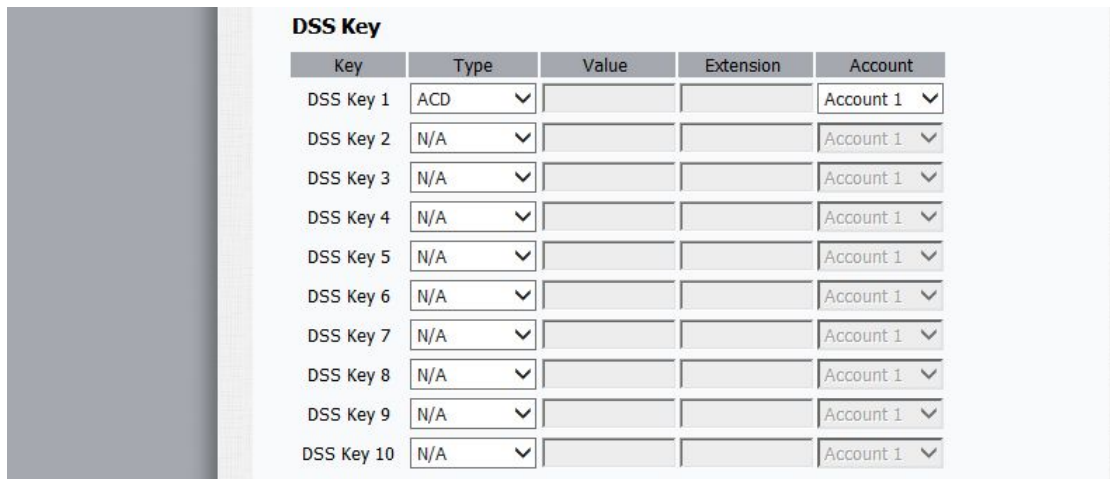 DSS Key
Key Type Value Extension Account
DSS Key 1 ACD Account 1
DSS Key 2 N/A Account 1
DSS Key 3 N/A Account 1
DSS Key 4 N/A Account 1
DSS Key 5 N/A Account 1
DSS Key 6 N/A Account 1
DSS Key 7 N/A Account 1
DSS Key 8 N/A Account 1
DSS Key 9 N/A Account 1
DSS Key 10 N/A Account 1